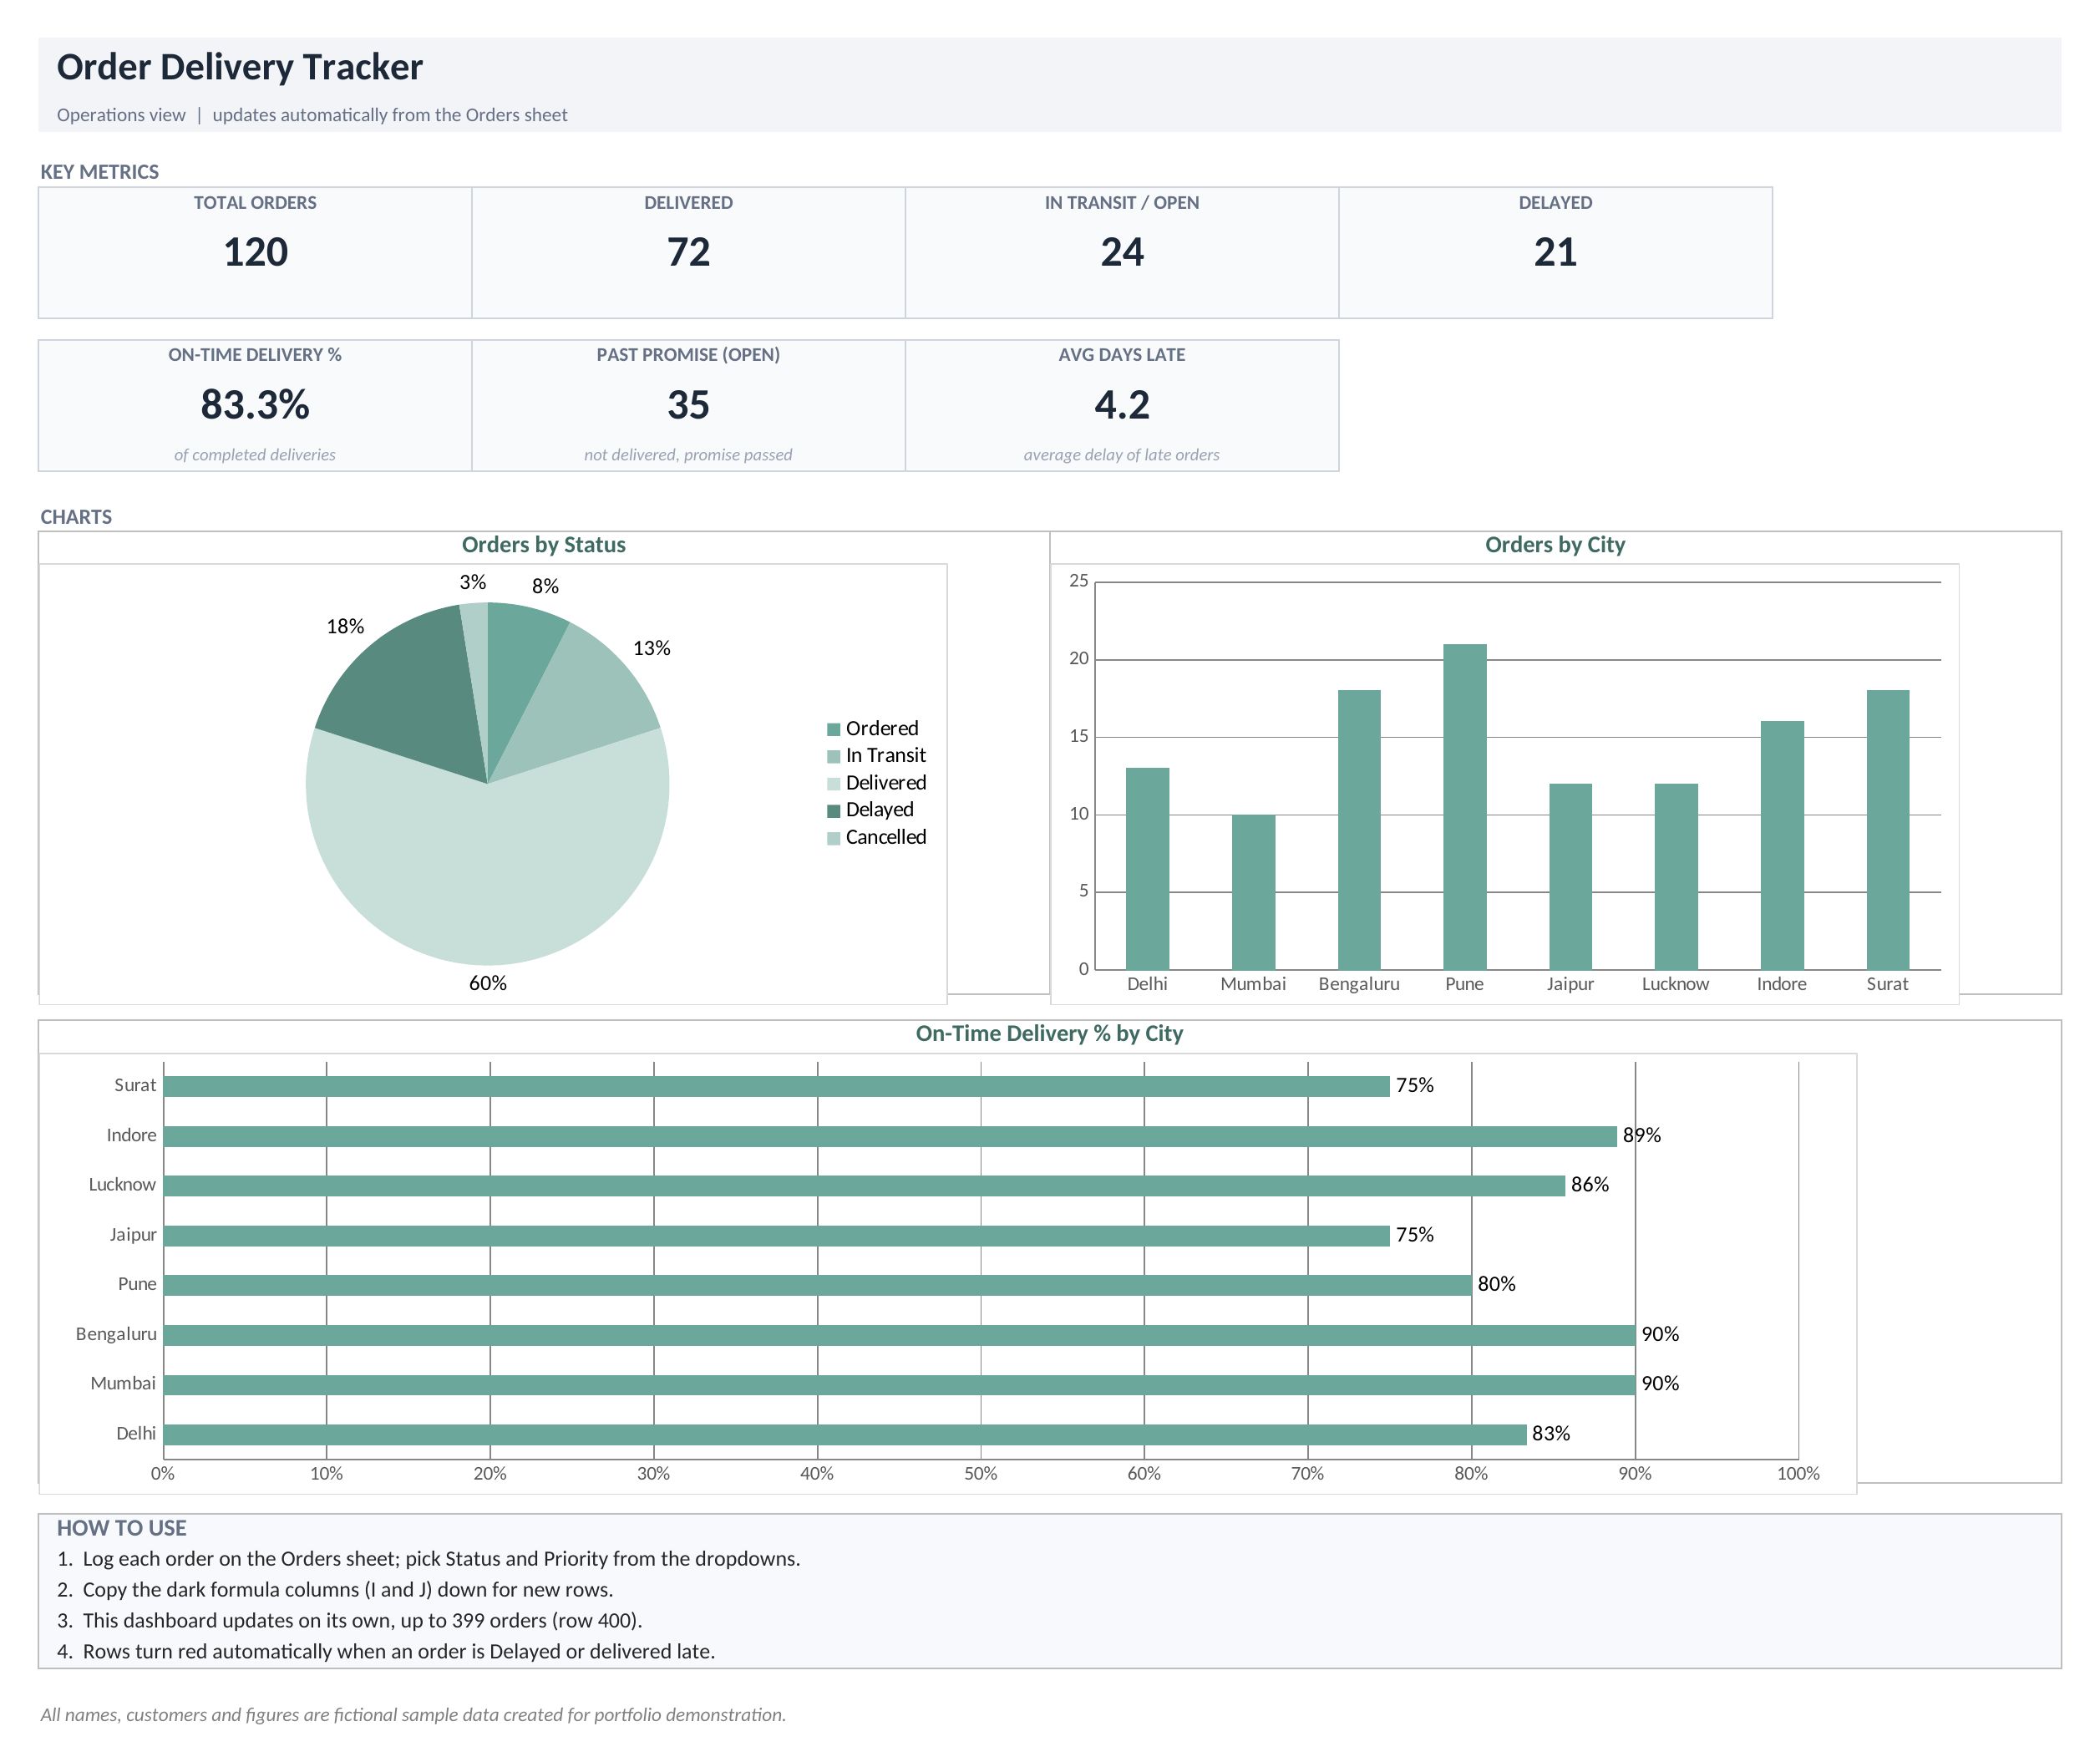 Order Delivery Tracker
Operations view | updates automatically from the Orders sheet
KEY METRICS
TOTAL ORDERS
120
DELIVERED
72
IN TRANSIT / OPEN
24
DELAYED
21
ON-TIME DELIVERY %
83.3%
of completed deliveries
PAST PROMISE (OPEN)
35
not delivered, promise passed
AVG DAYS LATE
4.2
average delay of late orders
CHARTS
Orders by Status
3%
8%
18%
13%
60%
Ordered
In Transit
Delivered
Delayed
Cancelled
Orders by City
25
20
15
10
5
0
Delhi
Mumbai
Bengaluru
Pune
Jaipur
Lucknow
Indore
Surat
On-Time Delivery % by City
Surat 75%
Indore 89%
Lucknow 86%
Jaipur 75%
Pune 80%
Bengaluru 90%
Mumbai 90%
Delhi 83%
0% 10% 20% 30% 40% 50% 60% 70% 80% 90% 100%
HOW TO USE
1. Log each order on the Orders sheet; pick Status and Priority from the dropdowns.
2. Copy the dark formula columns (I and J) down for new rows.
3. This dashboard updates on its own, up to 399 orders (row 400).
4. Rows turn red automatically when an order is Delayed or delivered late.
All names, customers and figures are fictional sample data created for portfolio demonstration.